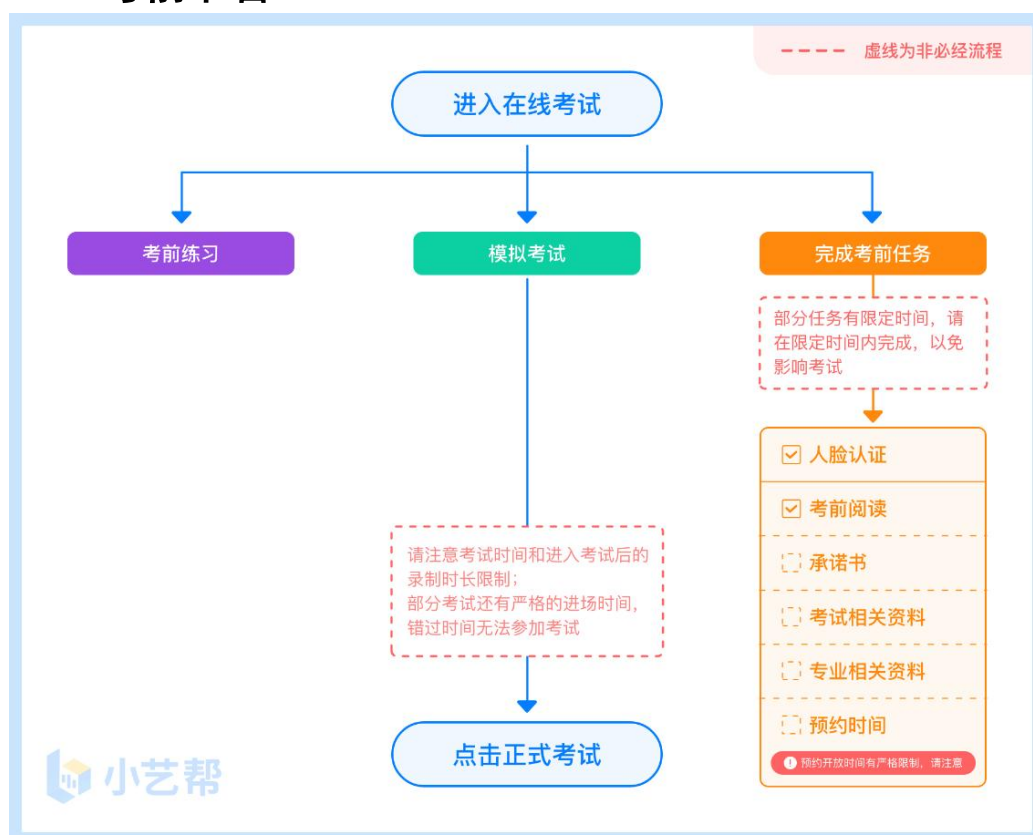 虚线为非必经流程
进入在线考试
考前练习
模拟考试
完成考前任务
部分任务有限定时间，请
在限定时间内完成，以免
影响考试
人脸认证
考前阅读
承诺书
考试相关资料
专业相关资料
预约时间
预约开放时间有严格限制，请注意
请注意考试时间和进入考试后的
录制时长限制；
部分考试还有严格的进场时间，
错过时间无法参加考试
点击正式考试
小艺帮